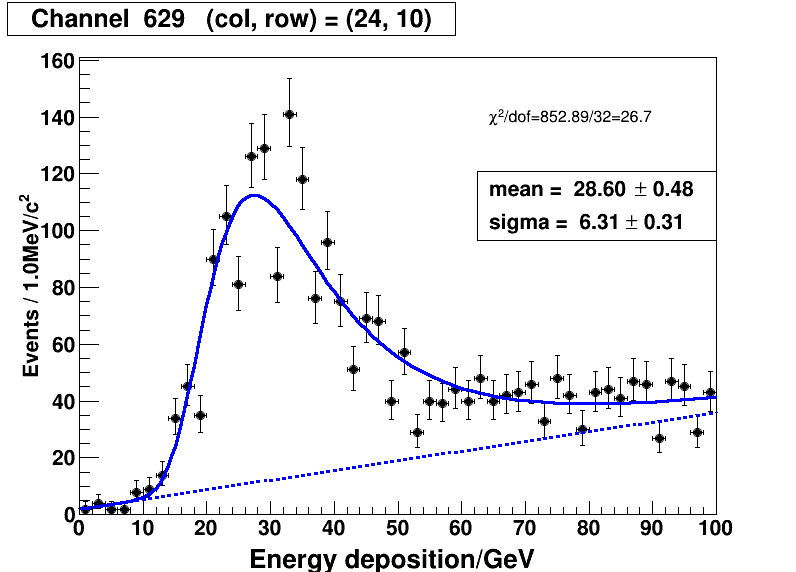 Channel 629 (col, row) = (24, 10)
χ²/dof=852.89/32=26.7
mean = 28.60 ± 0.48
sigma = 6.31 ± 0.31
Events / 1.0MeV/c²
160
140
120
100
80
60
40
20
0
0 10 20 30 40 50 60 70 80 90 100
Energy deposition/GeV